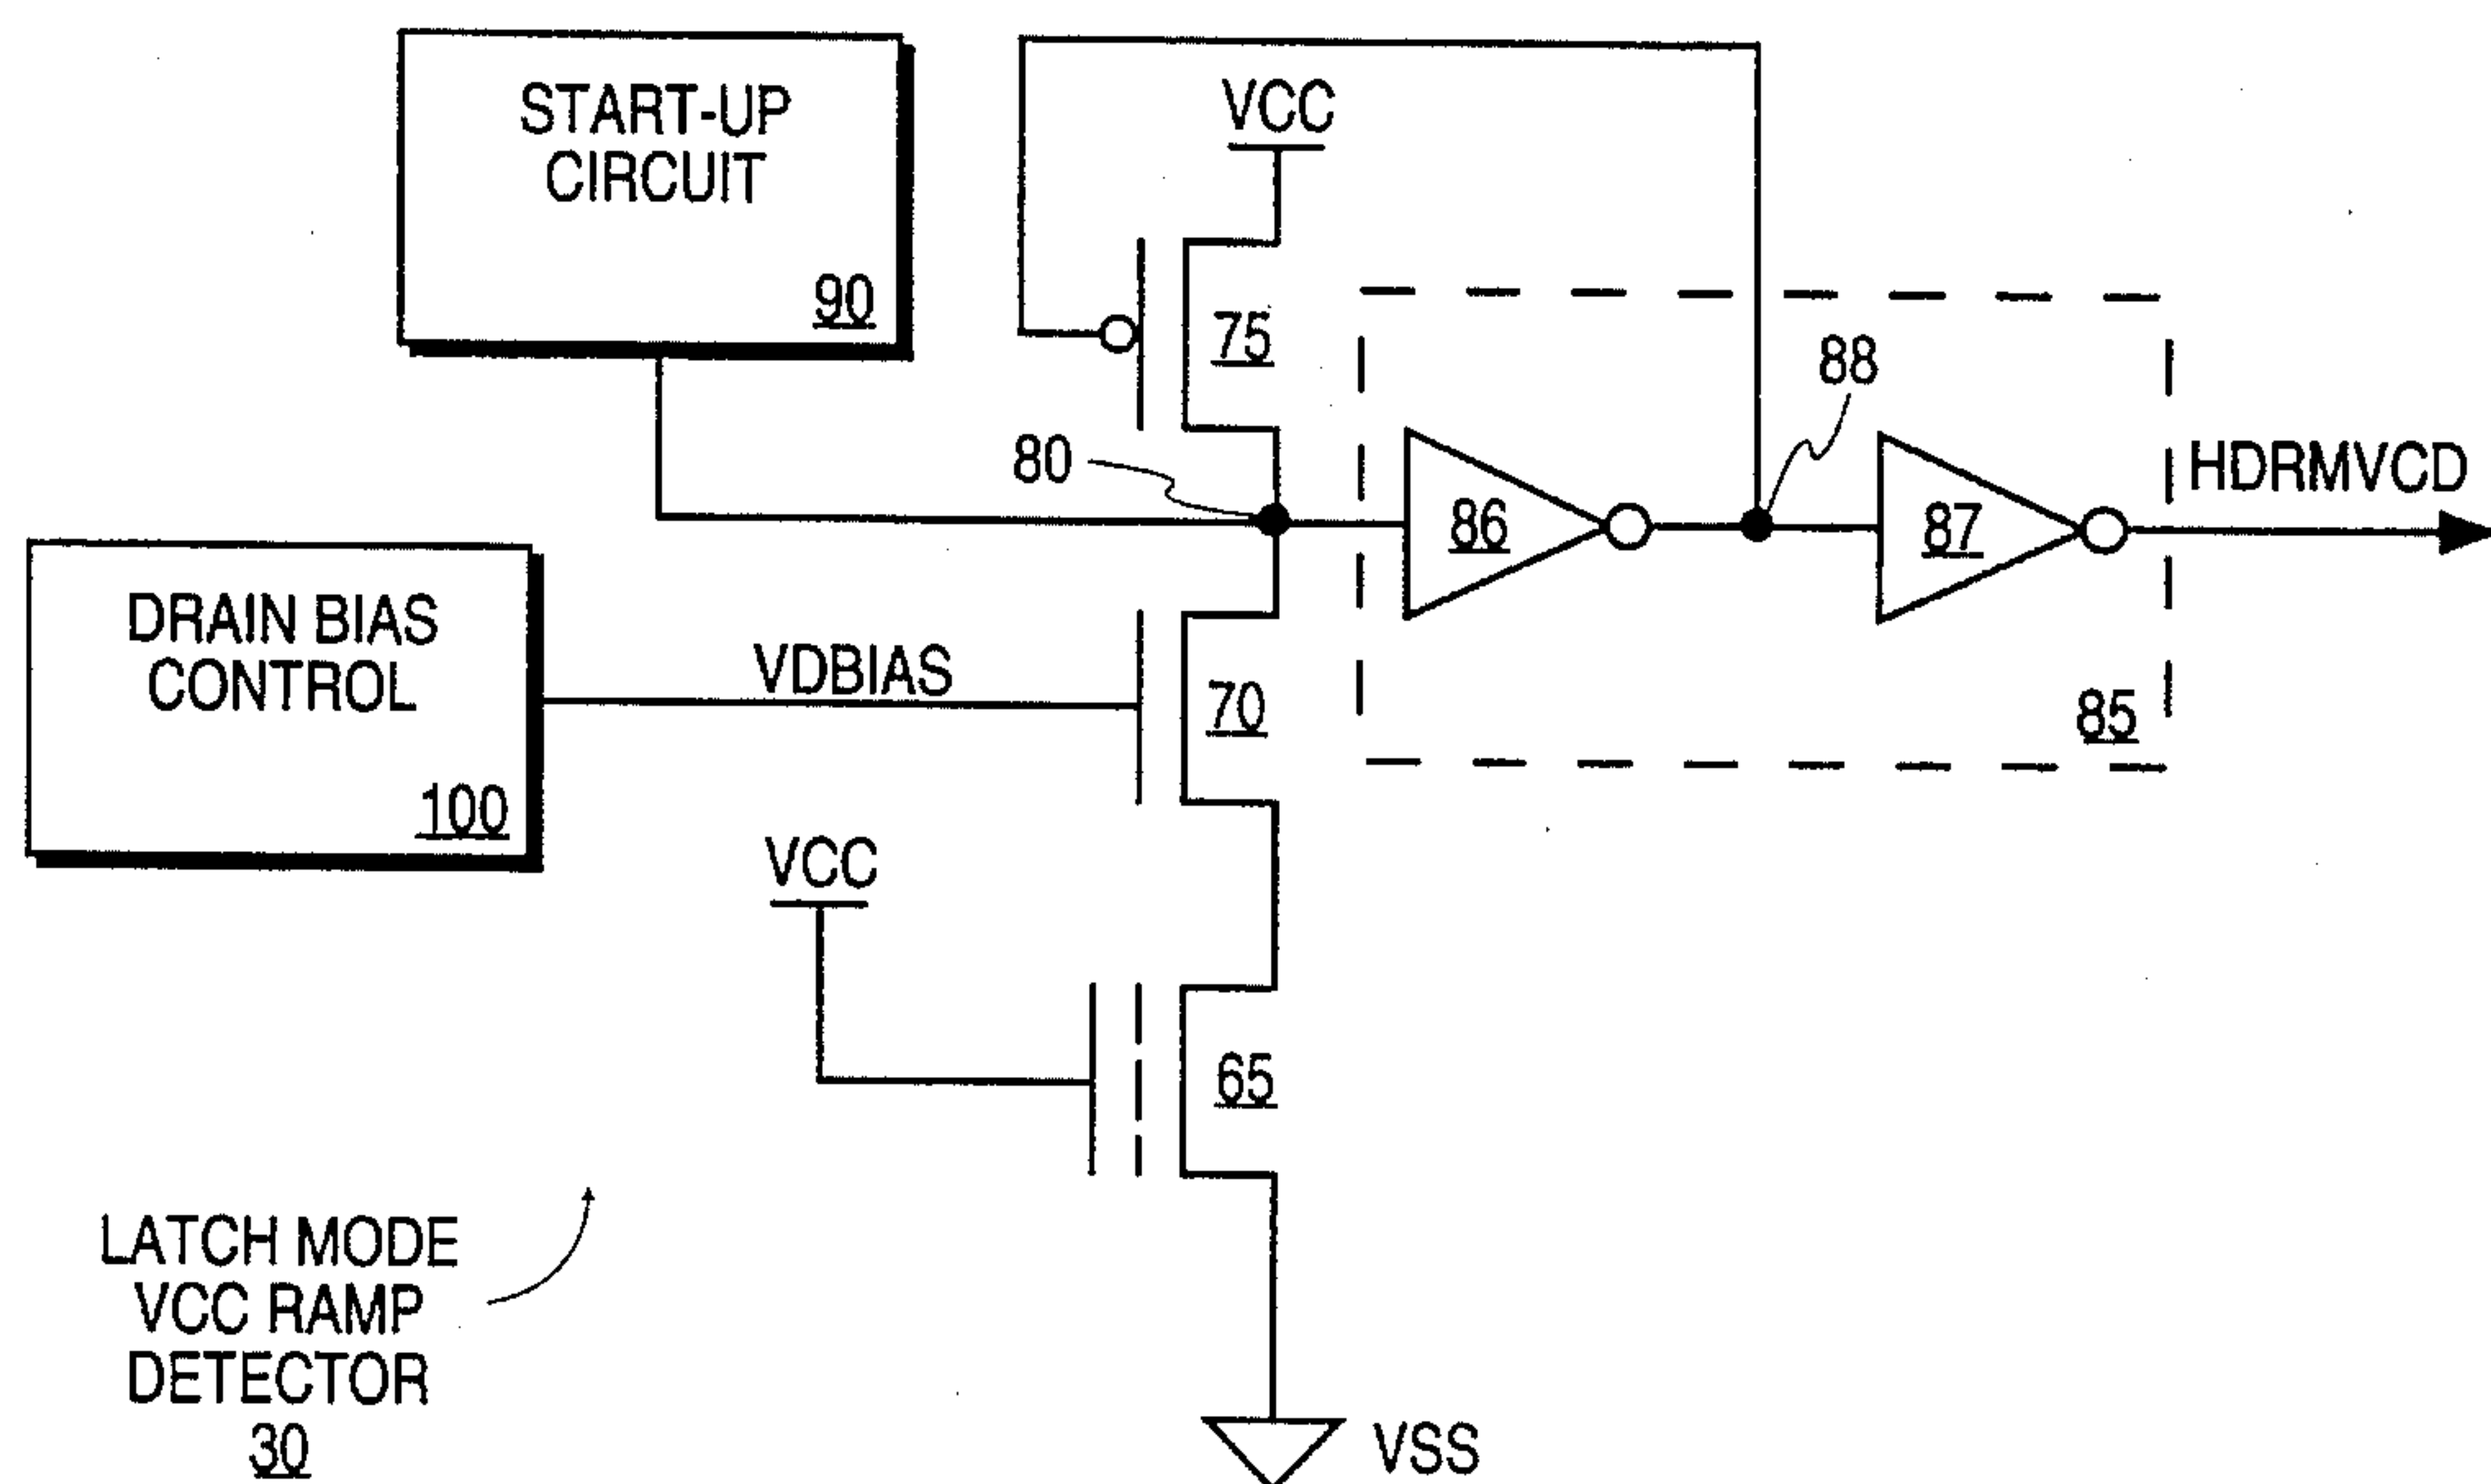 START-UP
CIRCUIT
90
VCC
75
88
80
86
87
HDRMVCD
DRAIN BIAS
CONTROL
100
VDBIAS
70
85
VCC
65
LATCH MODE
VCC RAMP
DETECTOR
30
VSS